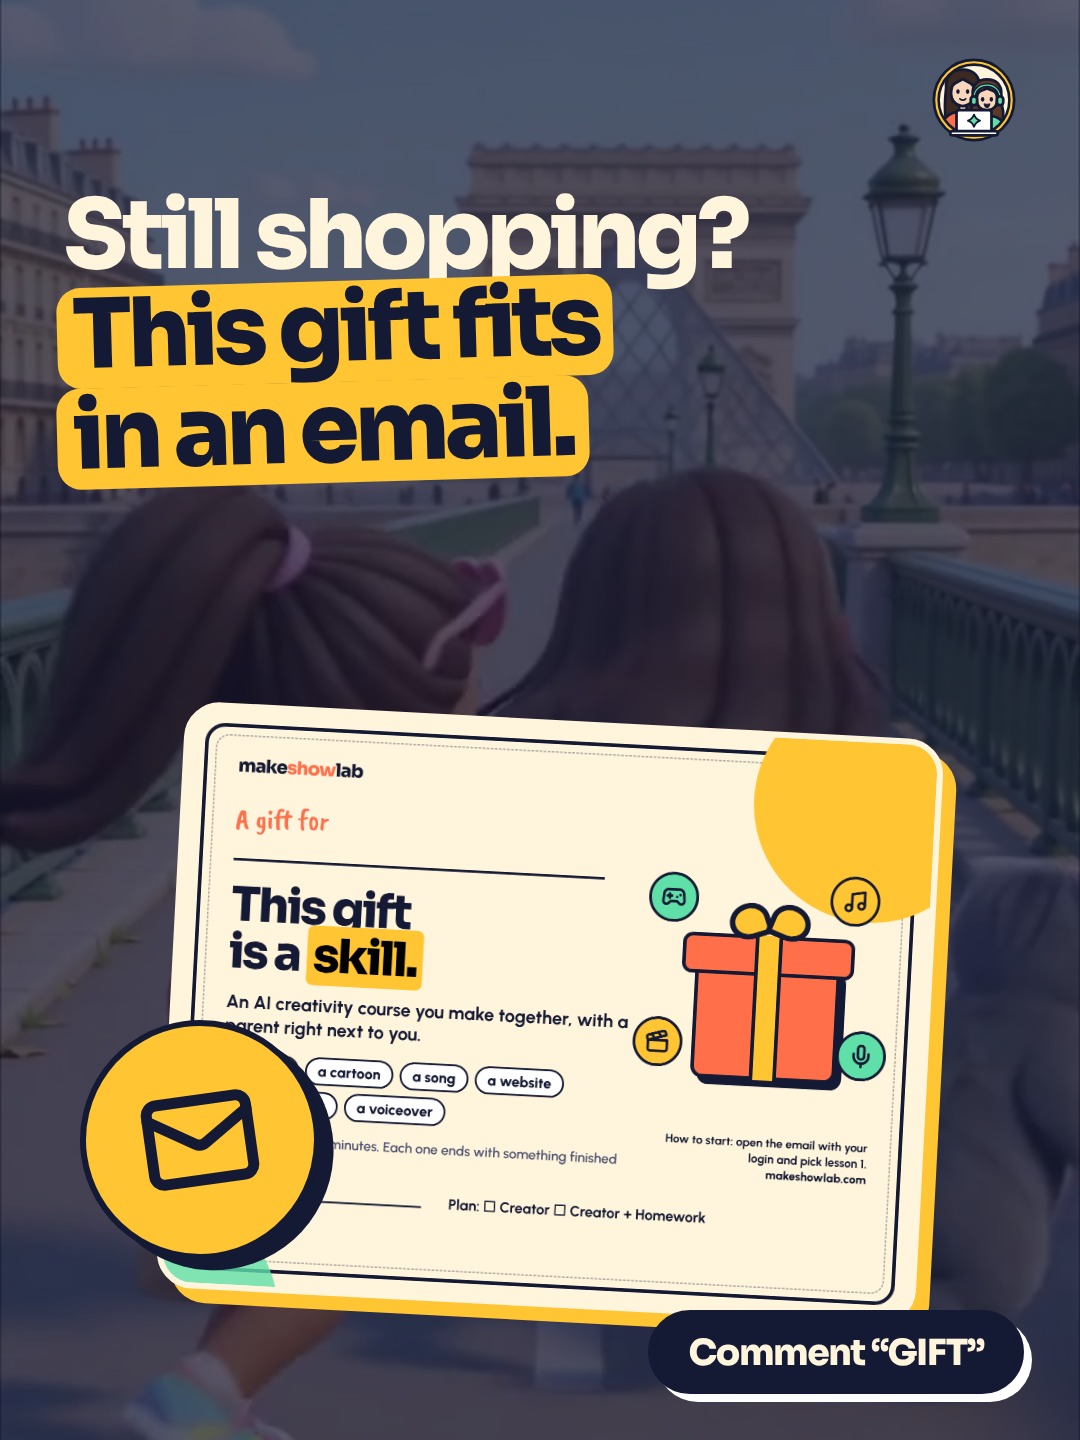 Still shopping?
This gift fits
in an email.
makeshowlab
A gift for
This gift
is a skill.
An AI creativity course you make together, with a
parent right next to you.
a cartoon
a song
a website
a voiceover
minutes. Each one ends with something finished
How to start: open the email with your
login and pick lesson 1.
makeshowlab.com
Plan: ☐ Creator ☐ Creator + Homework
Comment “GIFT”